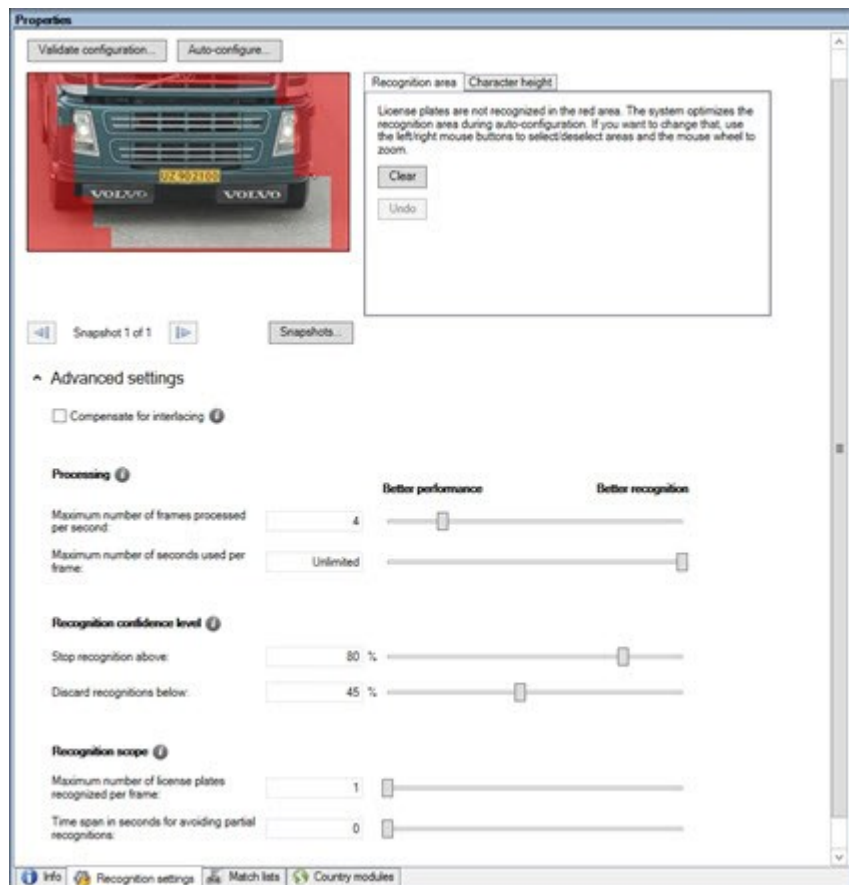 Properties
Validate configuration...
Auto-configure...
Recognition area
Character height
License plates are not recognized in the red area. The system optimizes the
recognition area during auto-configuration. If you want to change that, use
the left/right mouse buttons to select/deselect areas and the mouse wheel to
zoom.
Clear
Undo
UZ 902100
VOLVO VOLVO
Snapshot 1 of 1
Snapshots...
Advanced settings
Compensate for interlacing
Processing
Better performance Better recognition
Maximum number of frames processed
per second:
4
Maximum number of seconds used per
frame:
Unlimited
Recognition confidence level
Stop recognition above:
80 %
Discard recognitions below:
45 %
Recognition scope
Maximum number of license plates
recognized per frame:
1
Time span in seconds for avoiding partial
recognitions:
0
Info
Recognition settings
Match lists
Country modules